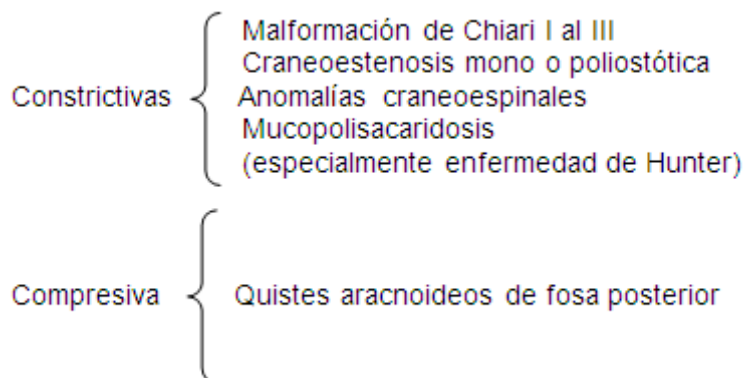 Malformación de Chiari I al III
Craneoestenosis mono o poliostótica
Constrictivas Anomalías craneoespinales
Mucopolisacaridosis
(especialmente enfermedad de Hunter)
Compresiva Quistes aracnoideos de fosa posterior